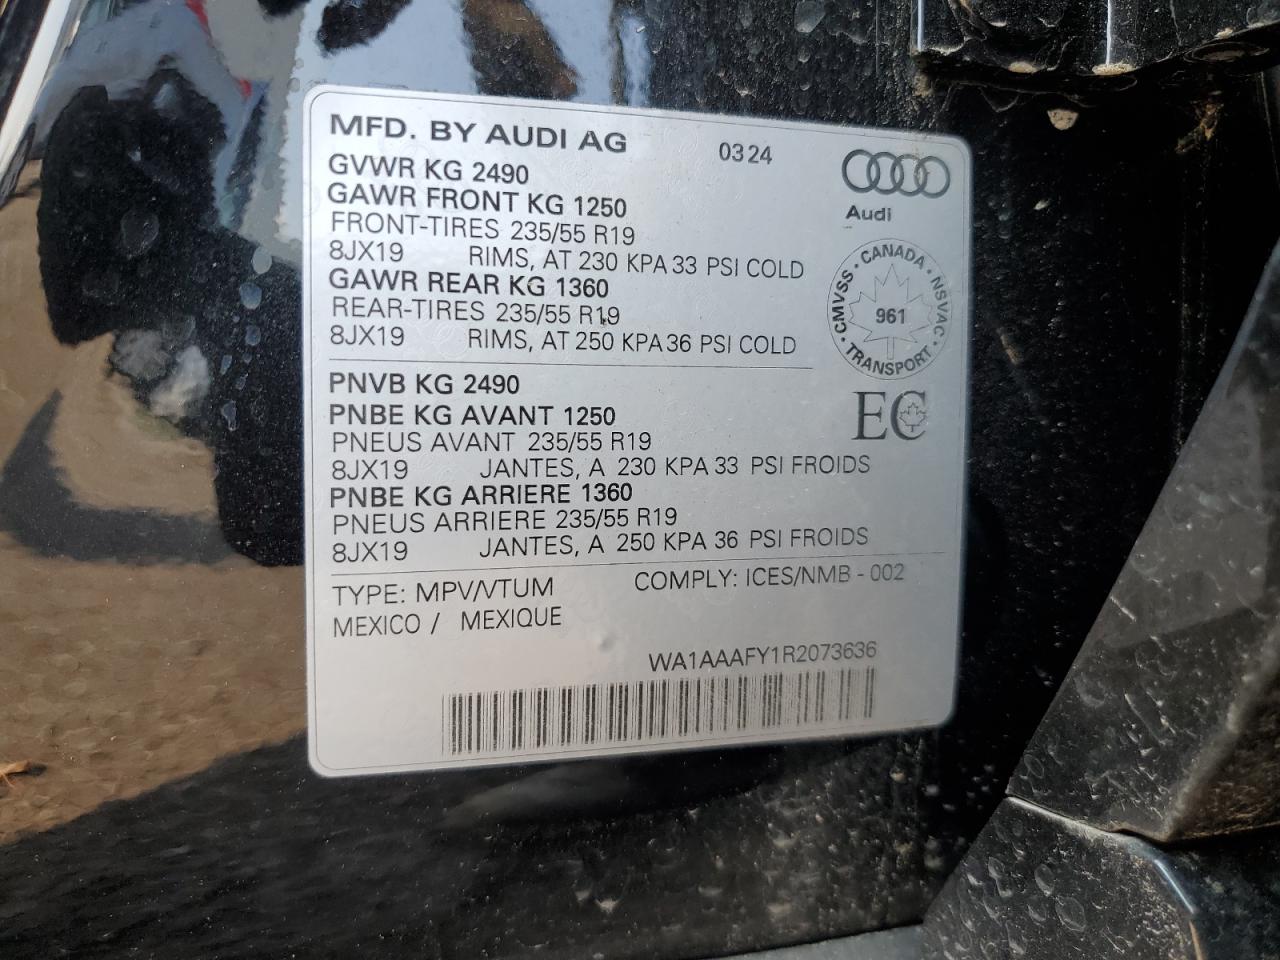 MFD. BY AUDI AG 0324
GVWR KG 2490
GAWR FRONT KG 1250
FRONT-TIRES 235/55 R19
8JX19 RIMS, AT 230 KPA 33 PSI COLD
GAWR REAR KG 1360
REAR-TIRES 235/55 R19
8JX19 RIMS, AT 250 KPA 36 PSI COLD
Audi
CMVSS · CANADA · NSVAC · TRANSPORT ·
961
PNVB KG 2490
PNBE KG AVANT 1250
PNEUS AVANT 235/55 R19
8JX19 JANTES, A 230 KPA 33 PSI FROIDS
PNBE KG ARRIERE 1360
PNEUS ARRIERE 235/55 R19
8JX19 JANTES, A 250 KPA 36 PSI FROIDS
EC
TYPE: MPV/VTUM COMPLY: ICES/NMB - 002
MEXICO / MEXIQUE
WA1AAAFY1R2073636